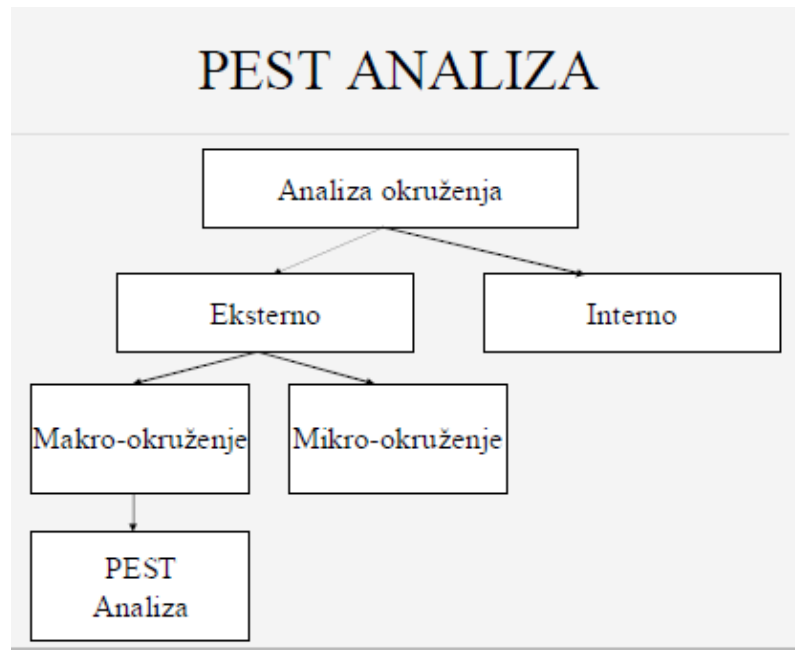 PEST ANALIZA
Analiza okruženja
Eksterno
Interno
Makro-okruženje
Mikro-okruženje
PEST
Analiza